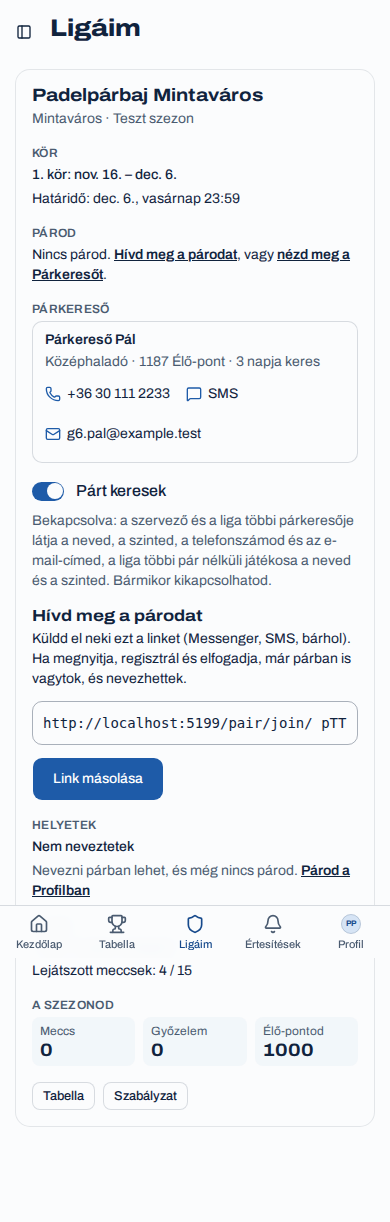 Ligáim
Padelpárbaj Mintaváros
Mintaváros · Teszt szezon
KÖR
1. kör: nov. 16. – dec. 6.
Határidő: dec. 6., vasárnap 23:59
PÁROD
Nincs párod. Hívd meg a párodat, vagy nézd meg a
Párkeresőt.
PÁRKERESŐ
Párkereső Pál
Középhaladó · 1187 Élő-pont · 3 napja keres
+36 30 111 2233 SMS
g6.pal@example.test
Párt keresek
Bekapcsolva: a szervező és a liga többi párkeresője
látja a neved, a szinted, a telefonszámod és az e-
mail-címed, a liga többi pár nélküli játékosa a neved
és a szinted. Bármikor kikapcsolhatod.
Hívd meg a párodat
Küldd el neki ezt a linket (Messenger, SMS, bárhol).
Ha megnyitja, regisztrál és elfogadja, már párban is
vagytok, és nevezhettek.
http://localhost:5199/pair/join/_pTT
Link másolása
HELYETEK
Nem neveztetek
Nevezni párban lehet, és még nincs párod. Párod a
Profilban
Kezdőlap Tabella Ligáim Értesítések PP Profil
Lejátszott meccsek: 4 / 15
A SZEZONOD
Meccs Győzelem Élő-pontod
0 0 1000
Tabella Szabályzat